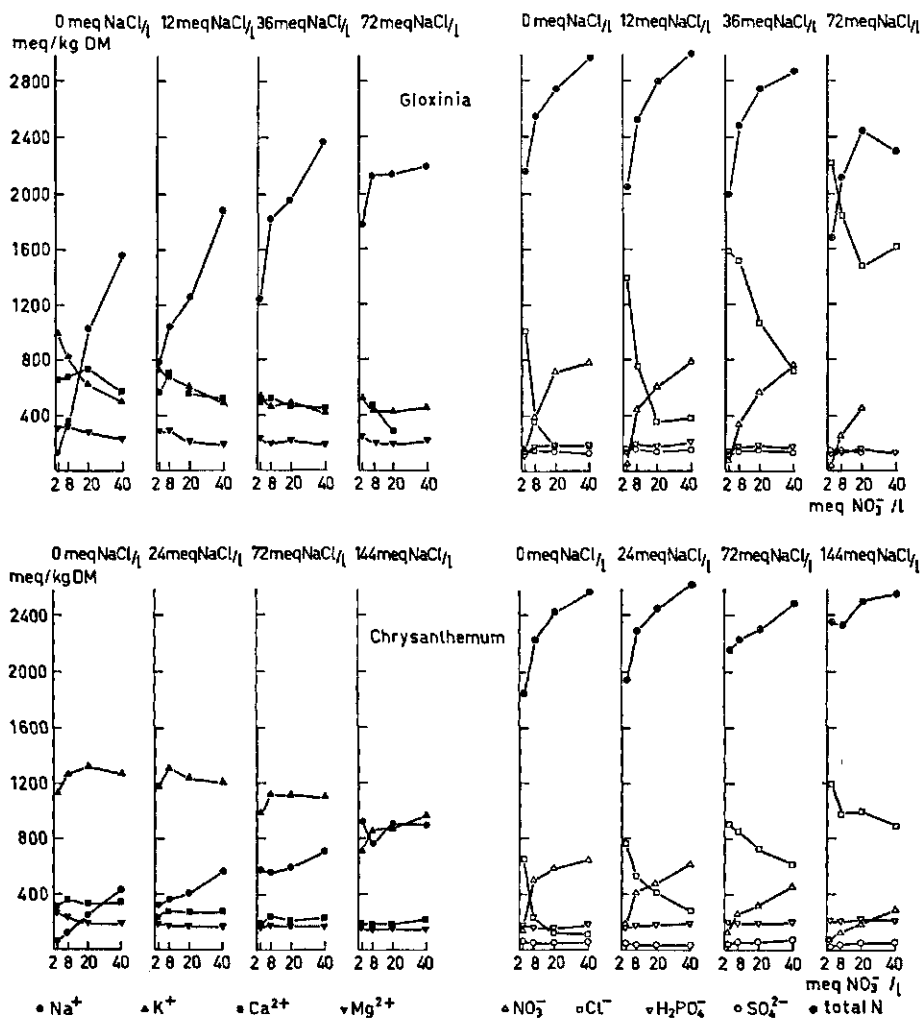 0 meq NaCl/l 12 meq NaCl/l 36 meq NaCl/l 72 meq NaCl/l 0 meq NaCl/l 12 meq NaCl/l 36 meq NaCl/l 72 meq NaCl/l
meq/kg DM
Gloxinia
2800
2400
2000
1600
1200
800
400
2 8 20 40 2 8 20 40 2 8 20 40 2 8 20 40 2 8 20 40 2 8 20 40 2 8 20 40 2 8 20 40
meq NO₃⁻/l
0 meq NaCl/l 24 meq NaCl/l 72 meq NaCl/l 144 meq NaCl/l 0 meq NaCl/l 24 meq NaCl/l 72 meq NaCl/l 144 meq NaCl/l
meq/kg DM
Chrysanthemum
2400
2000
1600
1200
800
400
0
2 8 20 40 2 8 20 40 2 8 20 40 2 8 20 40 2 8 20 40 2 8 20 40 2 8 20 40 2 8 20 40
meq NO₃⁻/l
● Na⁺ ▲ K⁺ ■ Ca²⁺ ▼ Mg²⁺ △ NO₃⁻ □ Cl⁻ ▽ H₂PO₄⁻ ○ SO₄²⁻ ● total N